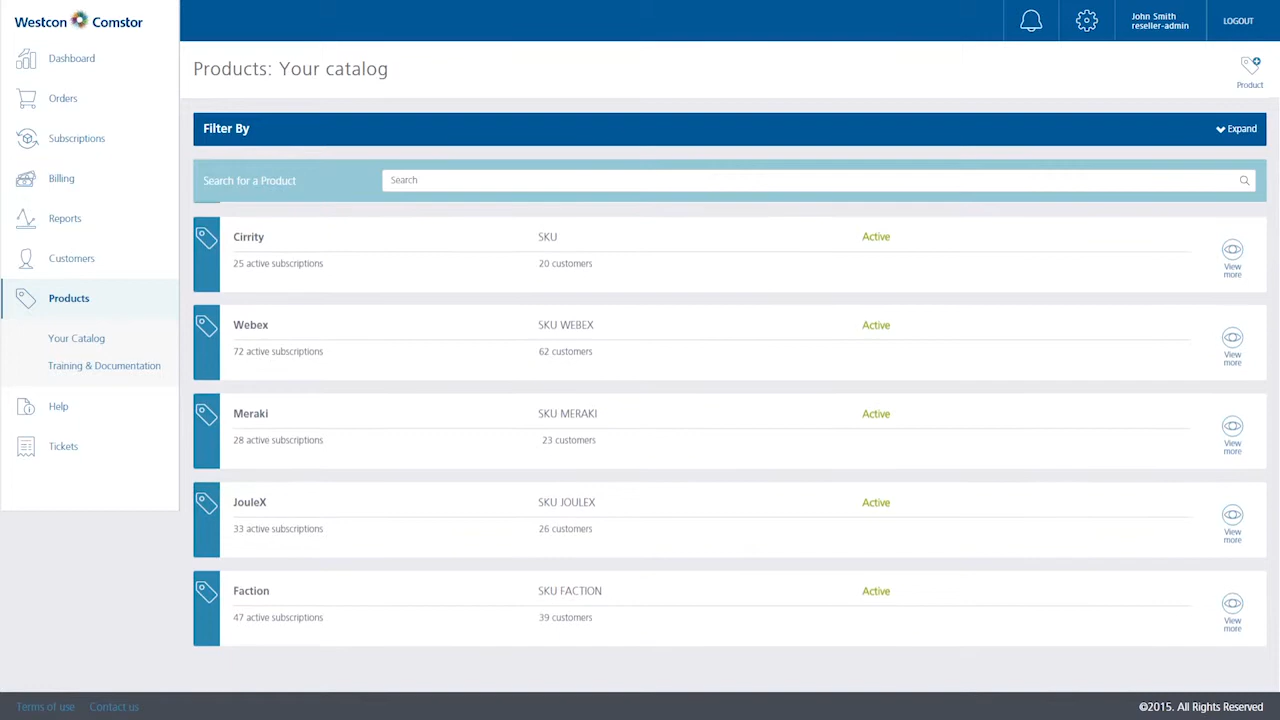 Westcon Comstor
John Smith
reseller-admin
LOGOUT
Dashboard
Orders
Subscriptions
Billing
Reports
Customers
Products
Your Catalog
Training & Documentation
Help
Tickets
Products: Your catalog
Product
Filter By
Expand
Search for a Product
Search
Cirrity SKU Active
25 active subscriptions 20 customers
View
more
Webex SKU WEBEX Active
72 active subscriptions 62 customers
View
more
Meraki SKU MERAKI Active
28 active subscriptions 23 customers
View
more
JouleX SKU JOULEX Active
33 active subscriptions 26 customers
View
more
Faction SKU FACTION Active
47 active subscriptions 39 customers
View
more
Terms of use Contact us
©2015. All Rights Reserved